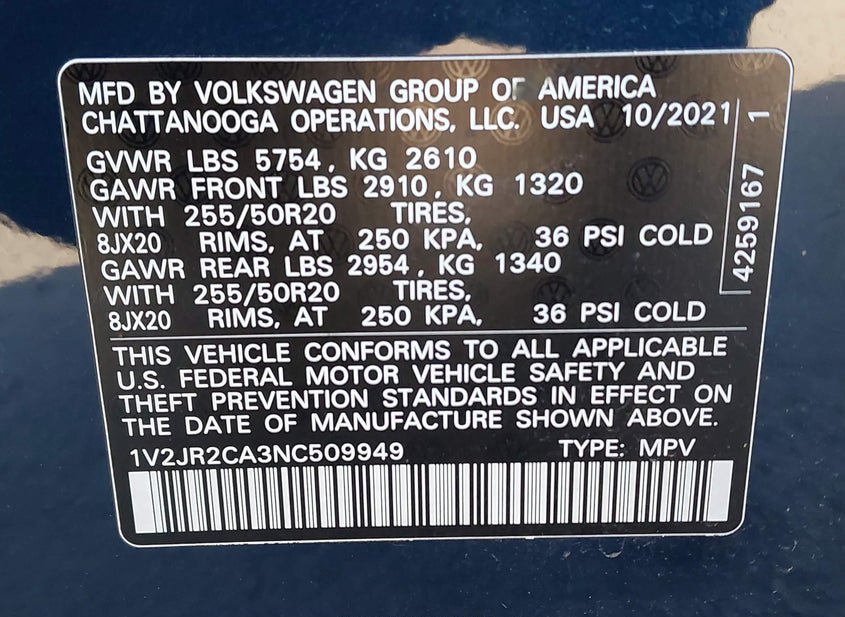 MFD BY VOLKSWAGEN GROUP OF AMERICA
CHATTANOOGA OPERATIONS, LLC. USA 10/2021
GVWR LBS 5754, KG 2610
GAWR FRONT LBS 2910, KG 1320
WITH 255/50R20 TIRES,
8JX20 RIMS, AT 250 KPA, 36 PSI COLD
GAWR REAR LBS 2954, KG 1340
WITH 255/50R20 TIRES,
8JX20 RIMS, AT 250 KPA, 36 PSI COLD
4259167 1
THIS VEHICLE CONFORMS TO ALL APPLICABLE
U.S. FEDERAL MOTOR VEHICLE SAFETY AND
THEFT PREVENTION STANDARDS IN EFFECT ON
THE DATE OF MANUFACTURE SHOWN ABOVE.
1V2JR2CA3NC509949 TYPE: MPV